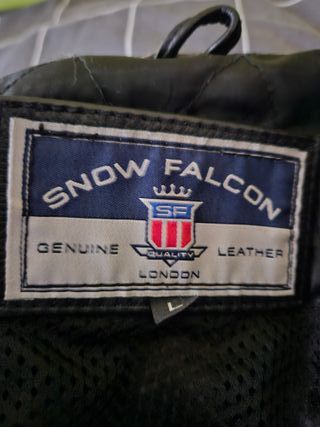 SNOW FALCON
SF
GENUINE LEATHER
QUALITY
LONDON
L